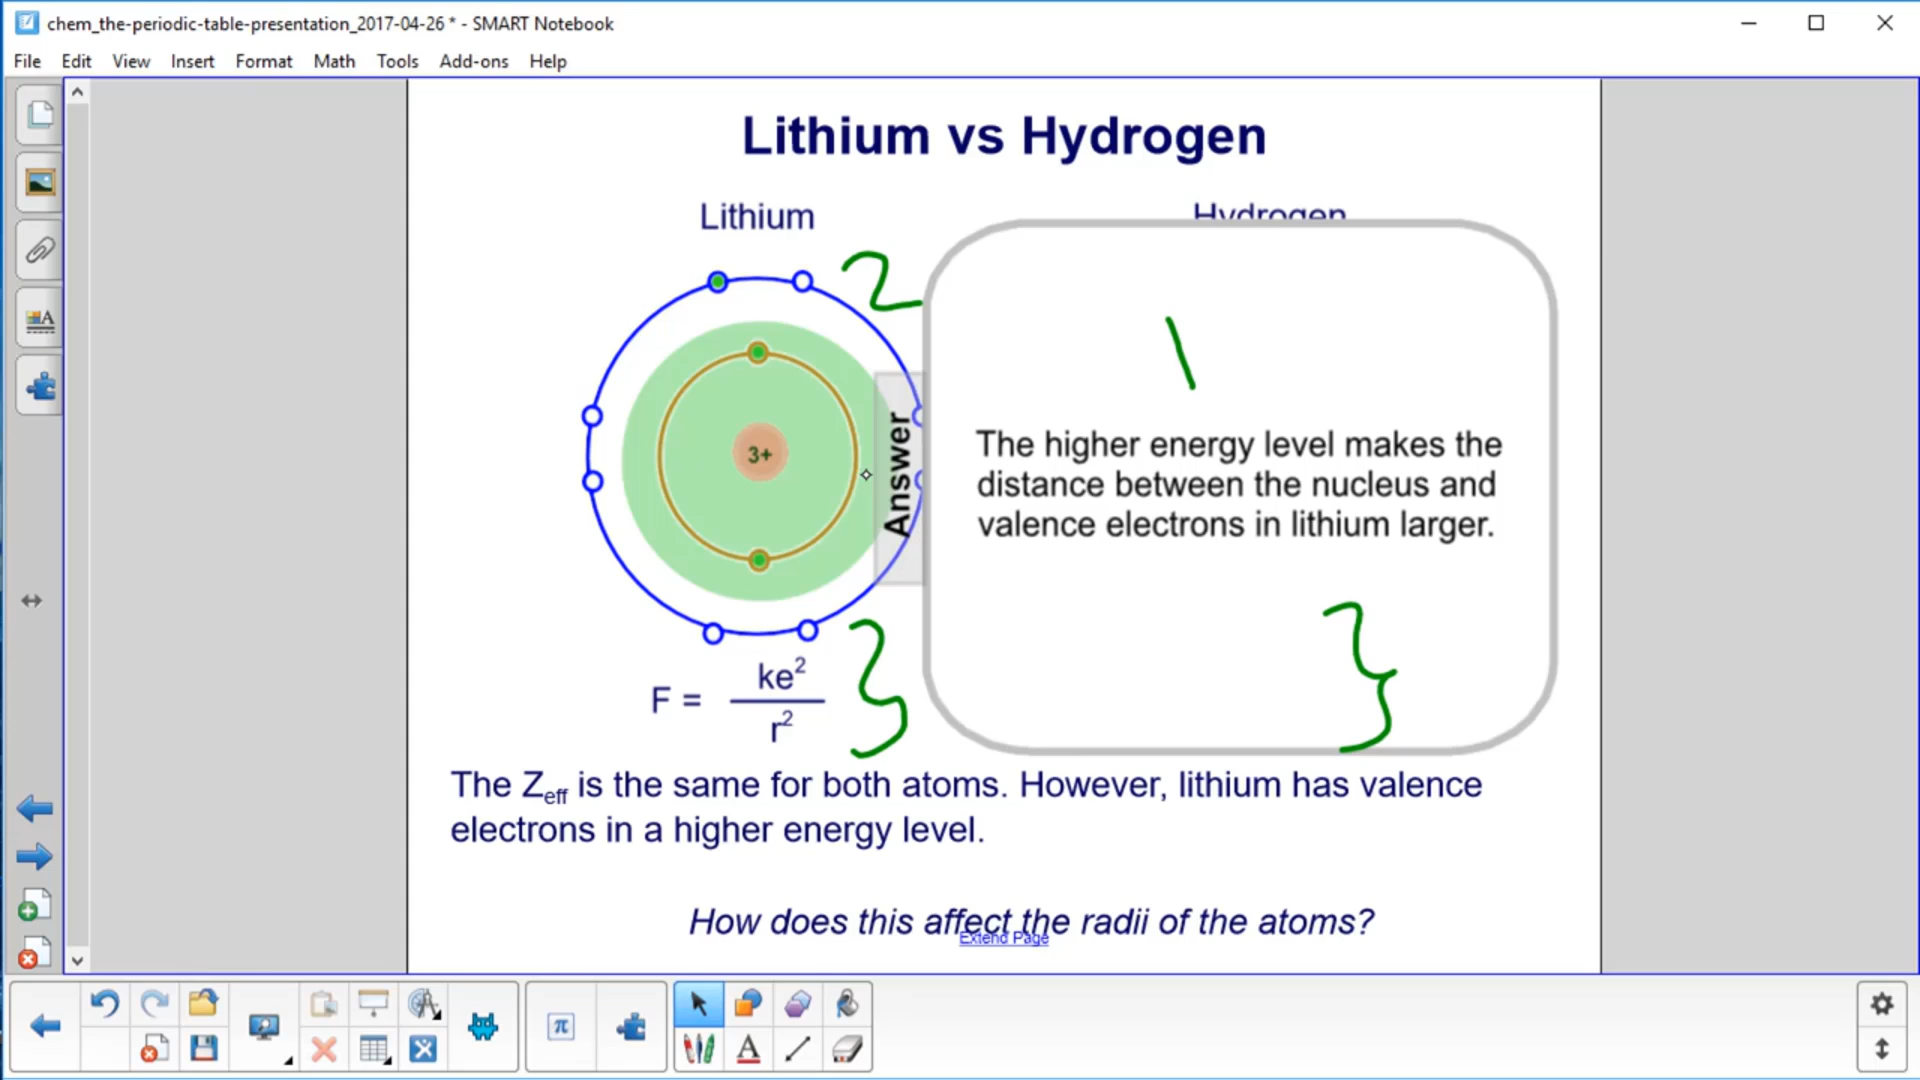 chem_the-periodic-table-presentation_2017-04-26 * - SMART Notebook
File Edit View Insert Format Math Tools Add-ons Help
Lithium vs Hydrogen
Lithium
Hydrogen
2
1
3+
Answer
The higher energy level makes the
distance between the nucleus and
valence electrons in lithium larger.
F = ke²/r²
The Zeff is the same for both atoms. However, lithium has valence
electrons in a higher energy level.
How does this affect the radii of the atoms?
Extend Page
π
A